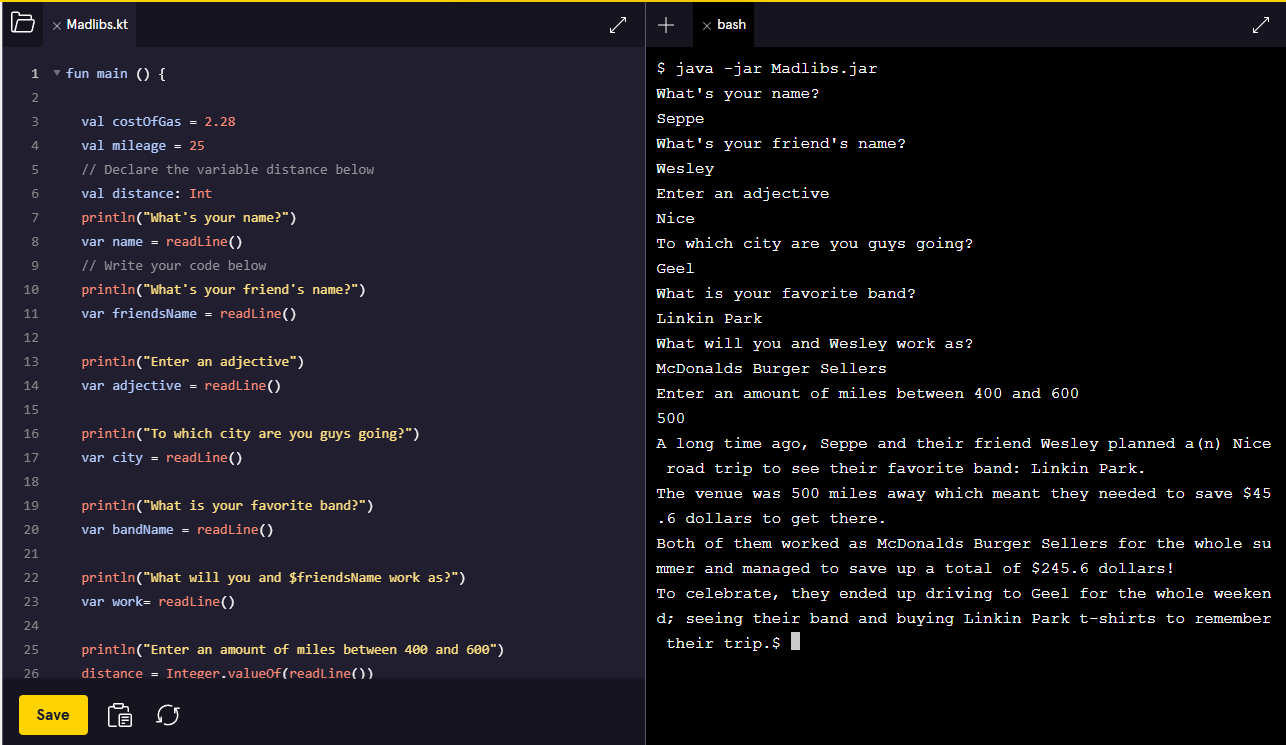 Madlibs.kt
1 fun main () {
2
3 val costOfGas = 2.28
4 val mileage = 25
5 // Declare the variable distance below
6 val distance: Int
7 println("What's your name?")
8 var name = readLine()
9 // Write your code below
10 println("What's your friend's name?")
11 var friendsName = readLine()
12
13 println("Enter an adjective")
14 var adjective = readLine()
15
16 println("To which city are you guys going?")
17 var city = readLine()
18
19 println("What is your favorite band?")
20 var bandName = readLine()
21
22 println("What will you and $friendsName work as?")
23 var work= readLine()
24
25 println("Enter an amount of miles between 400 and 600")
26 distance = Integer.valueOf(readLine())
Save
bash
$ java -jar Madlibs.jar
What's your name?
Seppe
What's your friend's name?
Wesley
Enter an adjective
Nice
To which city are you guys going?
Geel
What is your favorite band?
Linkin Park
What will you and Wesley work as?
McDonalds Burger Sellers
Enter an amount of miles between 400 and 600
500
A long time ago, Seppe and their friend Wesley planned a(n) Nice
road trip to see their favorite band: Linkin Park.
The venue was 500 miles away which meant they needed to save $45
.6 dollars to get there.
Both of them worked as McDonalds Burger Sellers for the whole su
mmer and managed to save up a total of $245.6 dollars!
To celebrate, they ended up driving to Geel for the whole weeken
d; seeing their band and buying Linkin Park t-shirts to remember
their trip.$